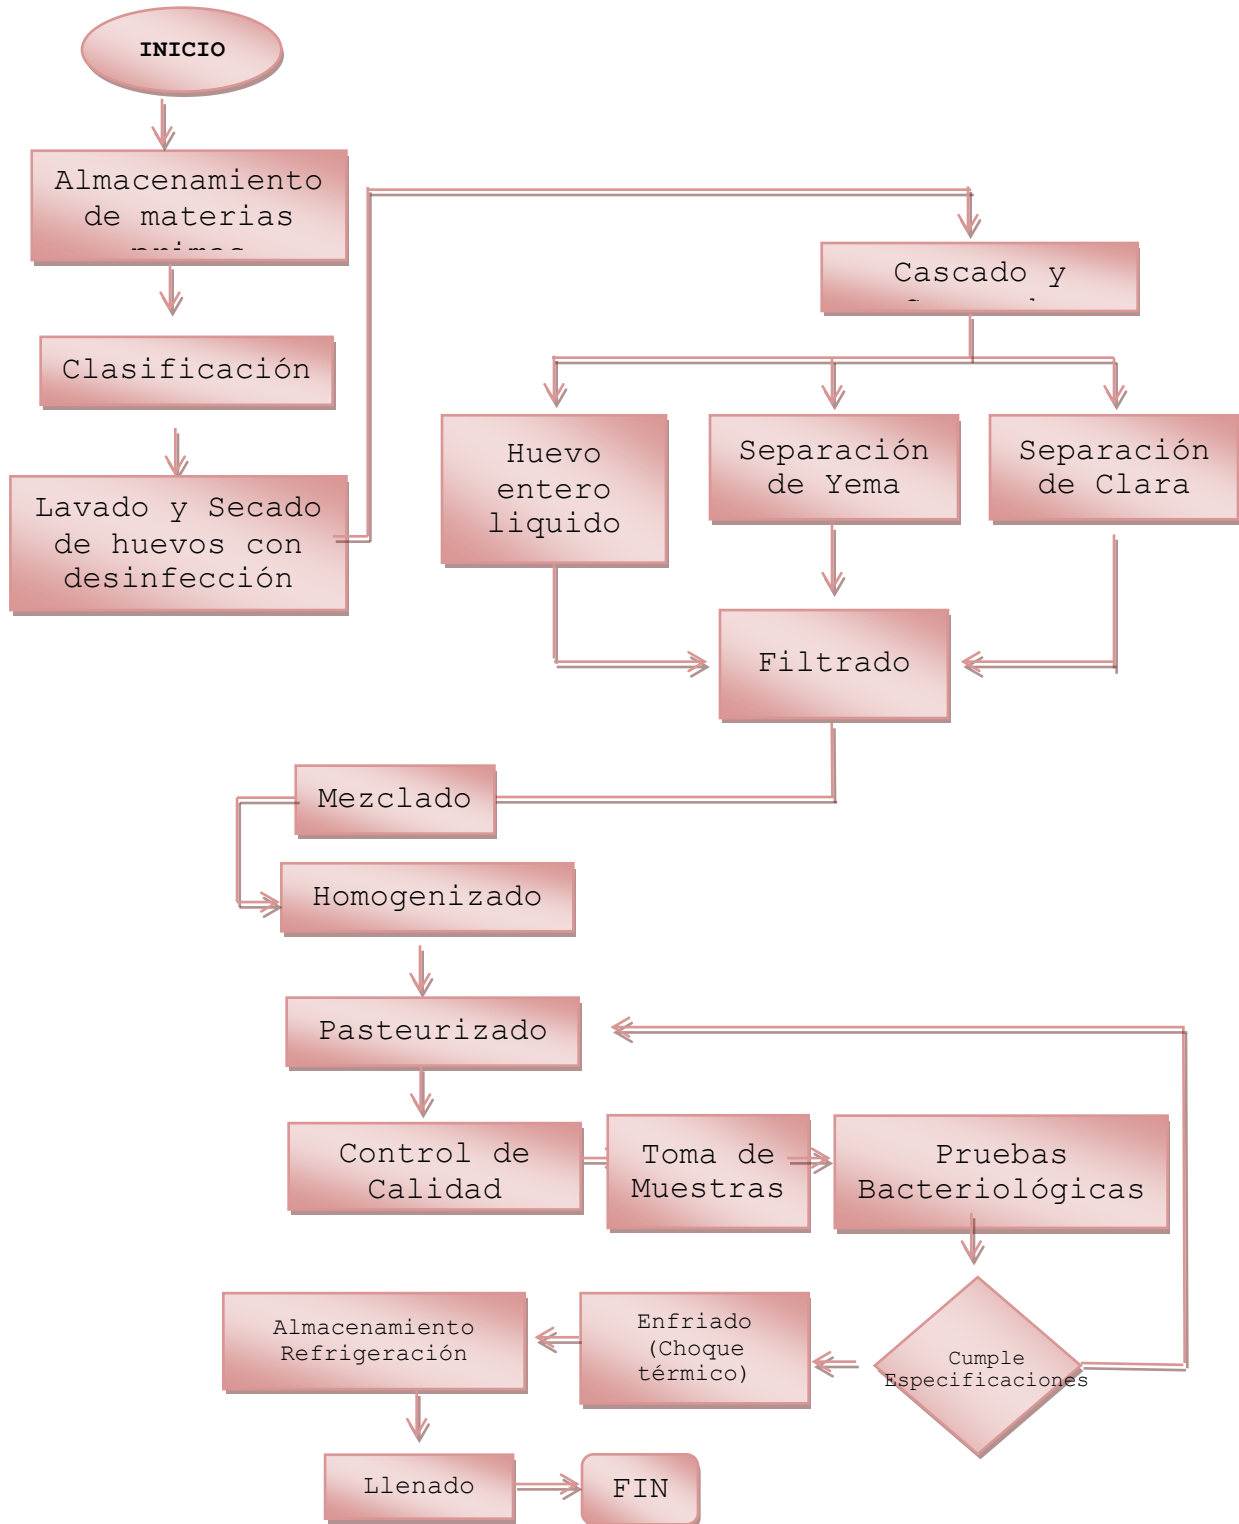 INICIO
Almacenamiento
de materias
Clasificación
Lavado y Secado
de huevos con
desinfección
Cascado y
Huevo
entero
liquido
Separación
de Yema
Separación
de Clara
Filtrado
Mezclado
Homogenizado
Pasteurizado
Control de
Calidad
Toma de
Muestras
Pruebas
Bacteriológicas
Cumple
Especificaciones
Enfriado
(Choque
térmico)
Almacenamiento
Refrigeración
Llenado
FIN